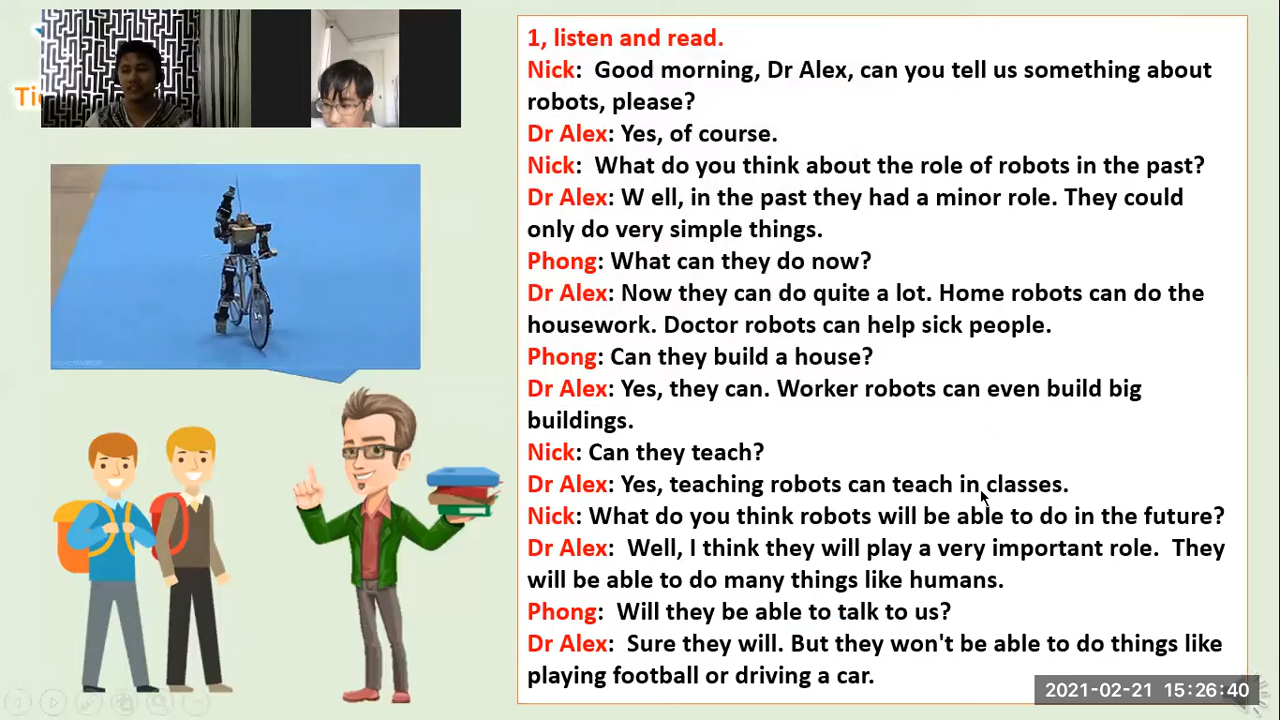 Ti
1, listen and read.
Nick:  Good morning, Dr Alex, can you tell us something about
robots, please?
Dr Alex: Yes, of course.
Nick:  What do you think about the role of robots in the past?
Dr Alex: W ell, in the past they had a minor role. They could
only do very simple things.
Phong: What can they do now?
Dr Alex: Now they can do quite a lot. Home robots can do the
housework. Doctor robots can help sick people.
Phong: Can they build a house?
Dr Alex: Yes, they can. Worker robots can even build big
buildings.
Nick: Can they teach?
Dr Alex: Yes, teaching robots can teach in classes.
Nick: What do you think robots will be able to do in the future?
Dr Alex:  Well, I think they will play a very important role.  They
will be able to do many things like humans.
Phong:  Will they be able to talk to us?
Dr Alex:  Sure they will. But they won't be able to do things like
playing football or driving a car.
2021-02-21  15:26:40